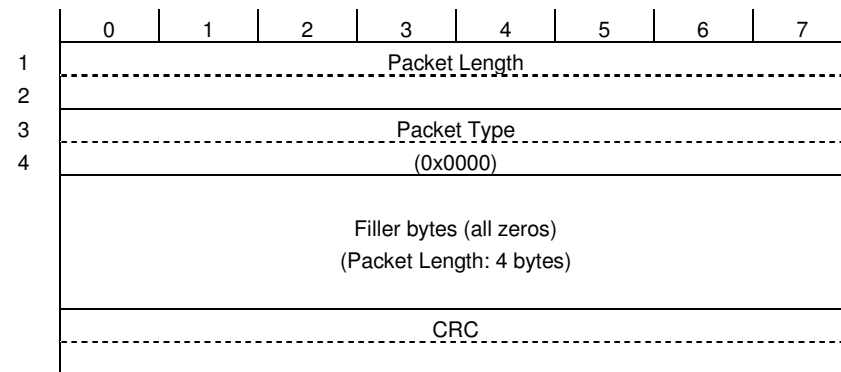 0 1 2 3 4 5 6 7
1 Packet Length
2
3 Packet Type
4 (0x0000)
Filler bytes (all zeros)
(Packet Length: 4 bytes)
CRC